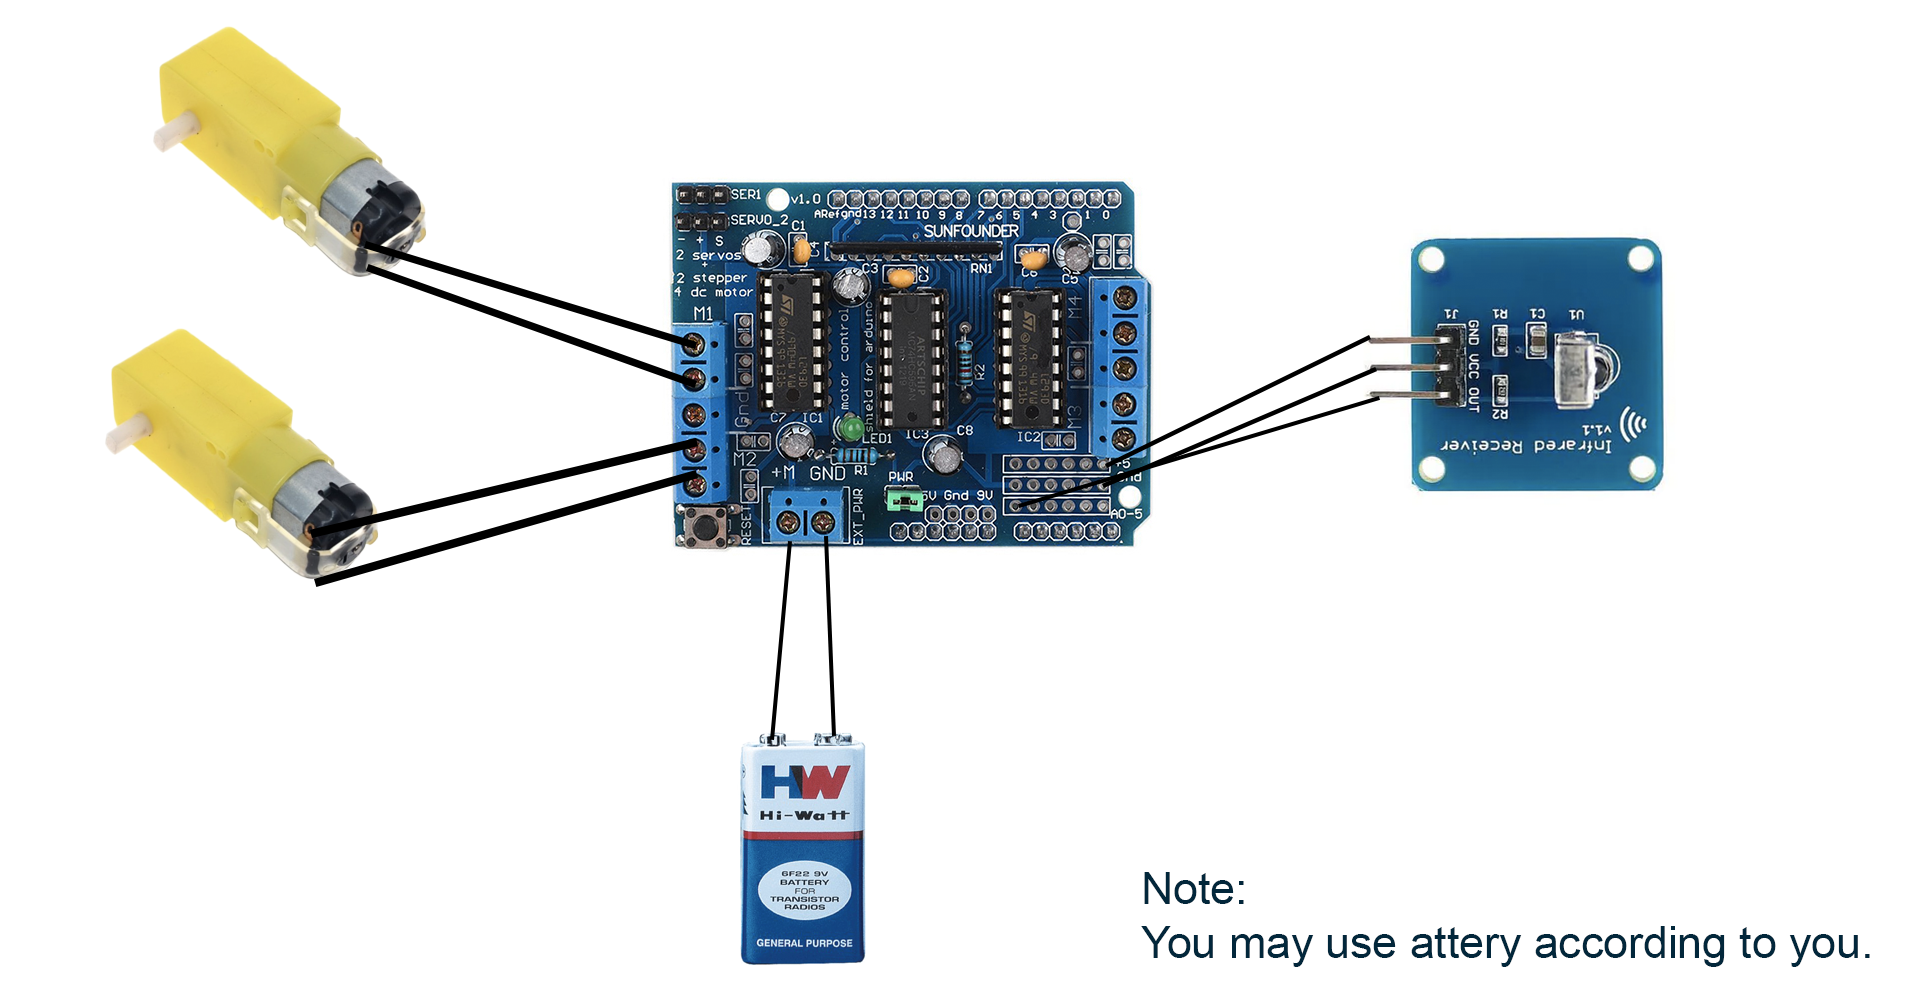 SER1
v1.0
ARefgnd13 12 11 10 9 8
6 5 4 3 1 0
SERVO_2
- + S
C1
SUNFOUNDER
2 servos
+
C4
C3
C2
RN1
C6
C5
2 stepper
4 dc motor
M1
M4
L293D
motor control
shield for arduino
R2
L293D
Gnd
C7
IC1
IC3
C8
IC2
M3
LED1
M2
+M
GND
R1
PWR
+5
Gnd
5V Gnd 9V
A0-5
RESET
EXT_PWR
J1
R1
C1
U1
GND
VCC
OUT
R2
Infrared Receiver
v1.1
HW
Hi-Watt
6F22 9V
BATTERY
FOR
TRANSISTOR
RADIOS
GENERAL PURPOSE
Note:
You may use attery according to you.